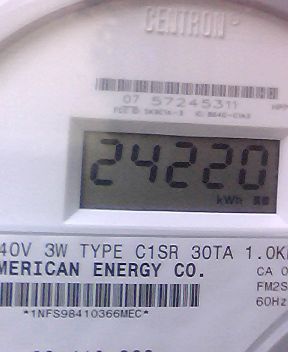 CENTRON
07 57245311
24220
kWh
40V 3W TYPE C1SR 30TA 1.0K
MERICAN ENERGY CO.
CA 0
FM2S
60Hz
*1NFS98410366MEC*